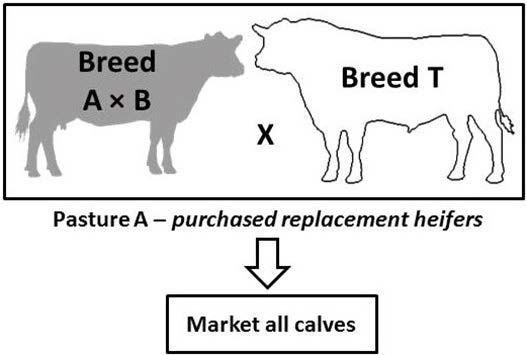 Breed
A × B
Breed T
X
Pasture A – purchased replacement heifers
Market all calves